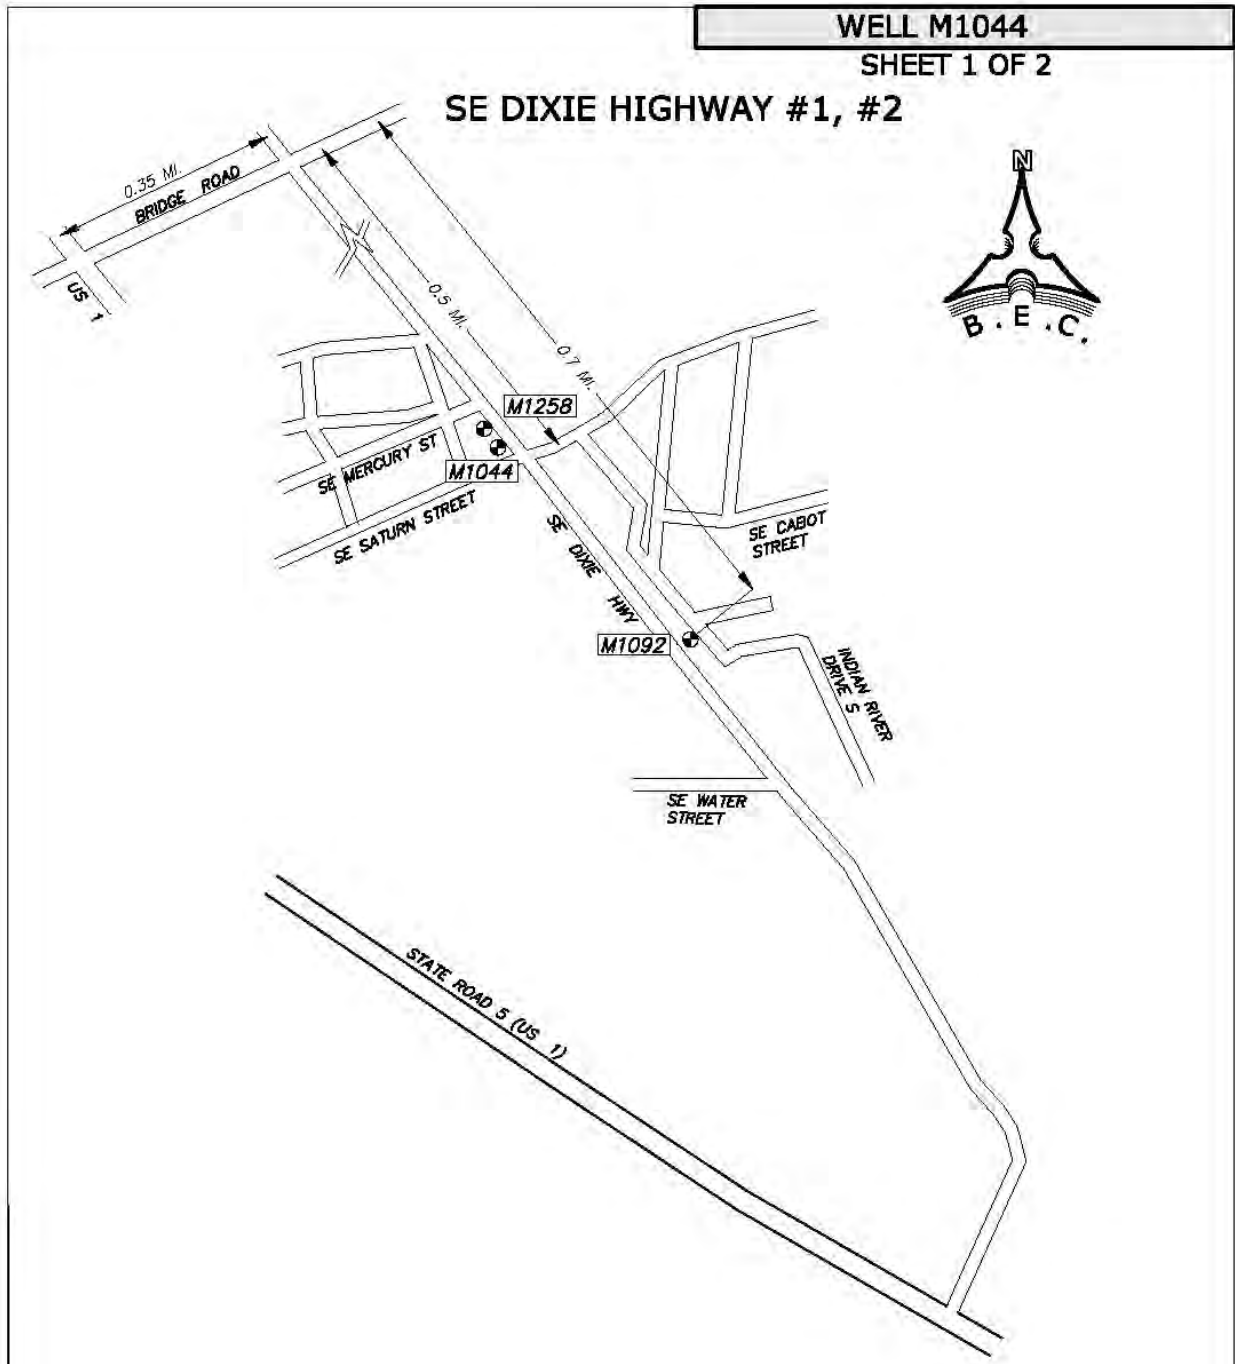 WELL M1044
SHEET 1 OF 2
SE DIXIE HIGHWAY #1, #2
N
B . E . C.
0.35 MI.
BRIDGE ROAD
US 1
0.5 MI.
0.7 MI.
M1258
SE MERCURY ST
M1044
SE SATURN STREET
SE DIXIE HWY
SE CABOT
STREET
M1092
INDIAN RIVER
DRIVE S
SE WATER
STREET
STATE ROAD 5 (US 1)